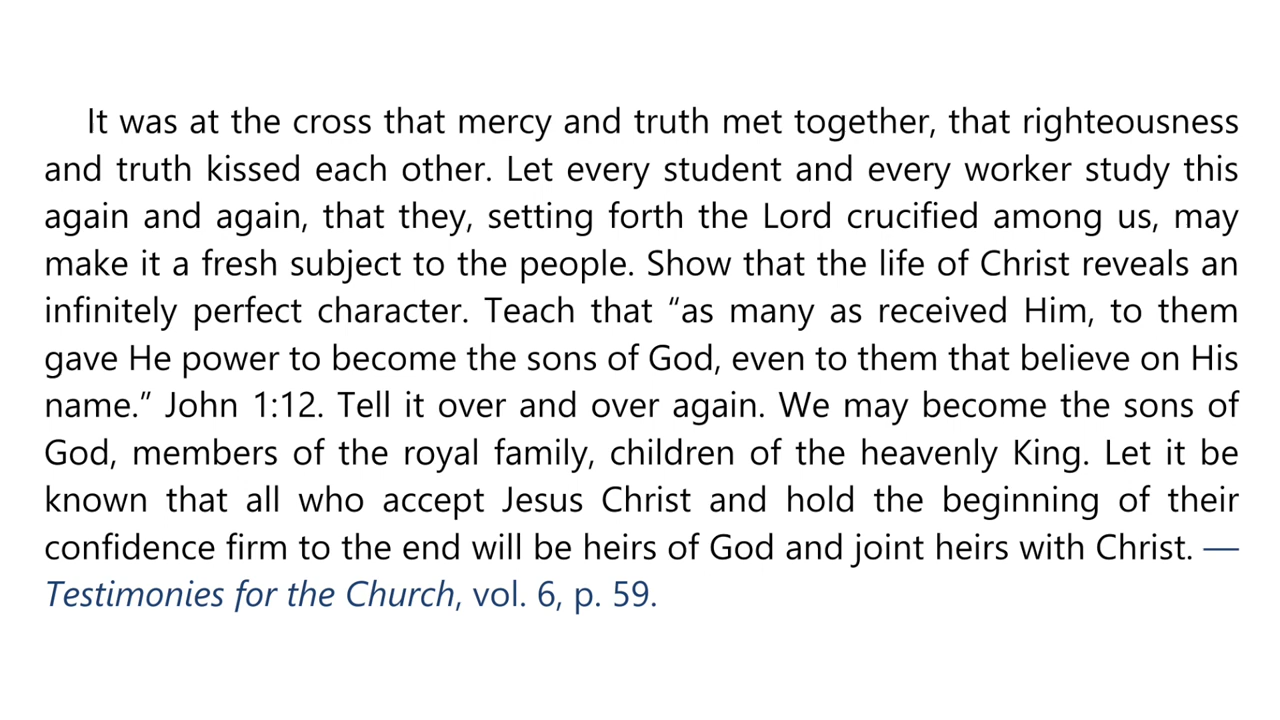 It was at the cross that mercy and truth met together, that righteousness
and truth kissed each other. Let every student and every worker study this
again and again, that they, setting forth the Lord crucified among us, may
make it a fresh subject to the people. Show that the life of Christ reveals an
infinitely perfect character. Teach that “as many as received Him, to them
gave He power to become the sons of God, even to them that believe on His
name.” John 1:12. Tell it over and over again. We may become the sons of
God, members of the royal family, children of the heavenly King. Let it be
known that all who accept Jesus Christ and hold the beginning of their
confidence firm to the end will be heirs of God and joint heirs with Christ. —
Testimonies for the Church, vol. 6, p. 59.